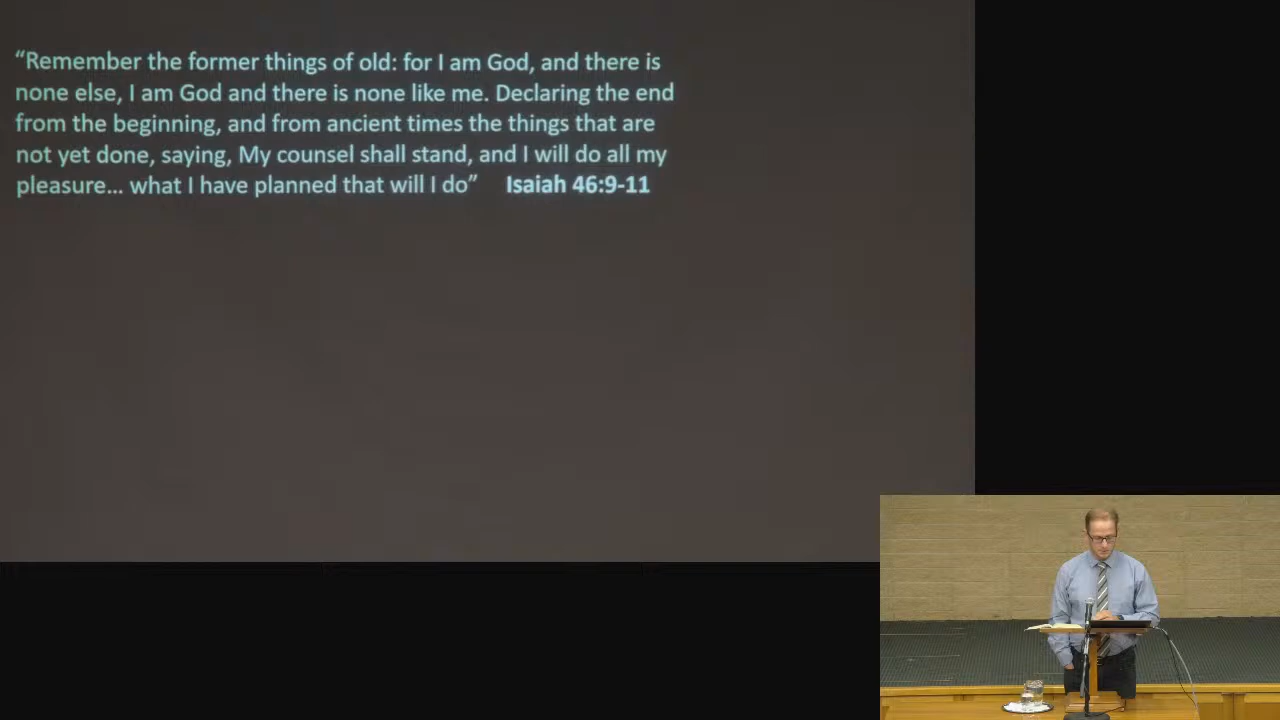 “Remember the former things of old: for I am God, and there is
none else, I am God and there is none like me. Declaring the end
from the beginning, and from ancient times the things that are
not yet done, saying, My counsel shall stand, and I will do all my
pleasure... what I have planned that will I do” Isaiah 46:9-11